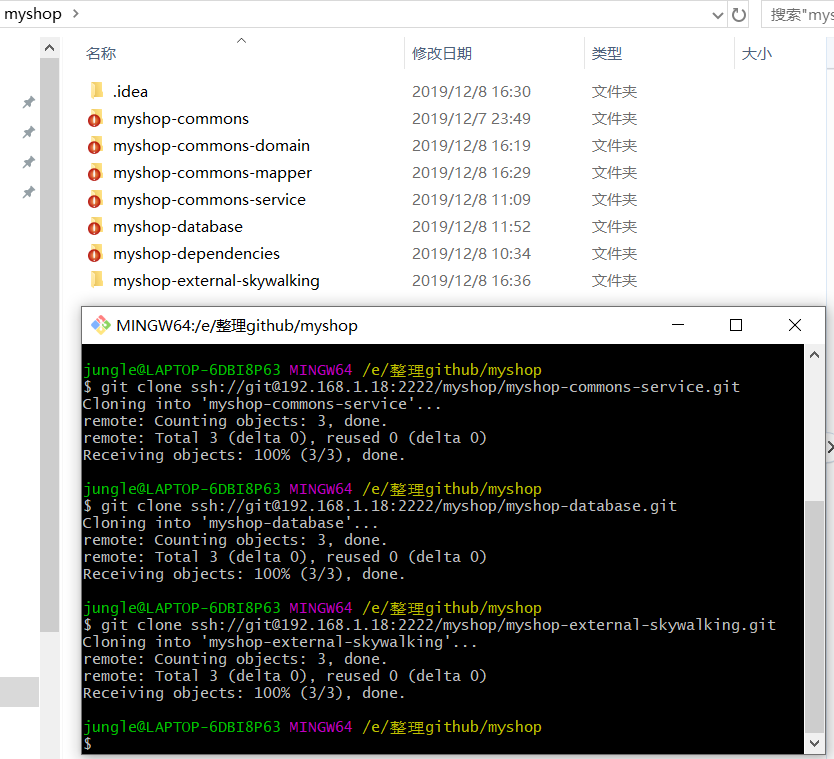 myshop
搜索"mys
名称 修改日期 类型 大小
.idea 2019/12/8 16:30 文件夹
myshop-commons 2019/12/7 23:49 文件夹
myshop-commons-domain 2019/12/8 16:19 文件夹
myshop-commons-mapper 2019/12/8 16:29 文件夹
myshop-commons-service 2019/12/8 11:09 文件夹
myshop-database 2019/12/8 11:52 文件夹
myshop-dependencies 2019/12/8 10:34 文件夹
myshop-external-skywalking 2019/12/8 16:36 文件夹
MINGW64:/e/整理github/myshop
jungle@LAPTOP-6DBI8P63 MINGW64 /e/整理github/myshop
$ git clone ssh://git@192.168.1.18:2222/myshop/myshop-commons-service.git
Cloning into 'myshop-commons-service'...
remote: Counting objects: 3, done.
remote: Total 3 (delta 0), reused 0 (delta 0)
Receiving objects: 100% (3/3), done.
jungle@LAPTOP-6DBI8P63 MINGW64 /e/整理github/myshop
$ git clone ssh://git@192.168.1.18:2222/myshop/myshop-database.git
Cloning into 'myshop-database'...
remote: Counting objects: 3, done.
remote: Total 3 (delta 0), reused 0 (delta 0)
Receiving objects: 100% (3/3), done.
jungle@LAPTOP-6DBI8P63 MINGW64 /e/整理github/myshop
$ git clone ssh://git@192.168.1.18:2222/myshop/myshop-external-skywalking.git
Cloning into 'myshop-external-skywalking'...
remote: Counting objects: 3, done.
remote: Total 3 (delta 0), reused 0 (delta 0)
Receiving objects: 100% (3/3), done.
jungle@LAPTOP-6DBI8P63 MINGW64 /e/整理github/myshop
$